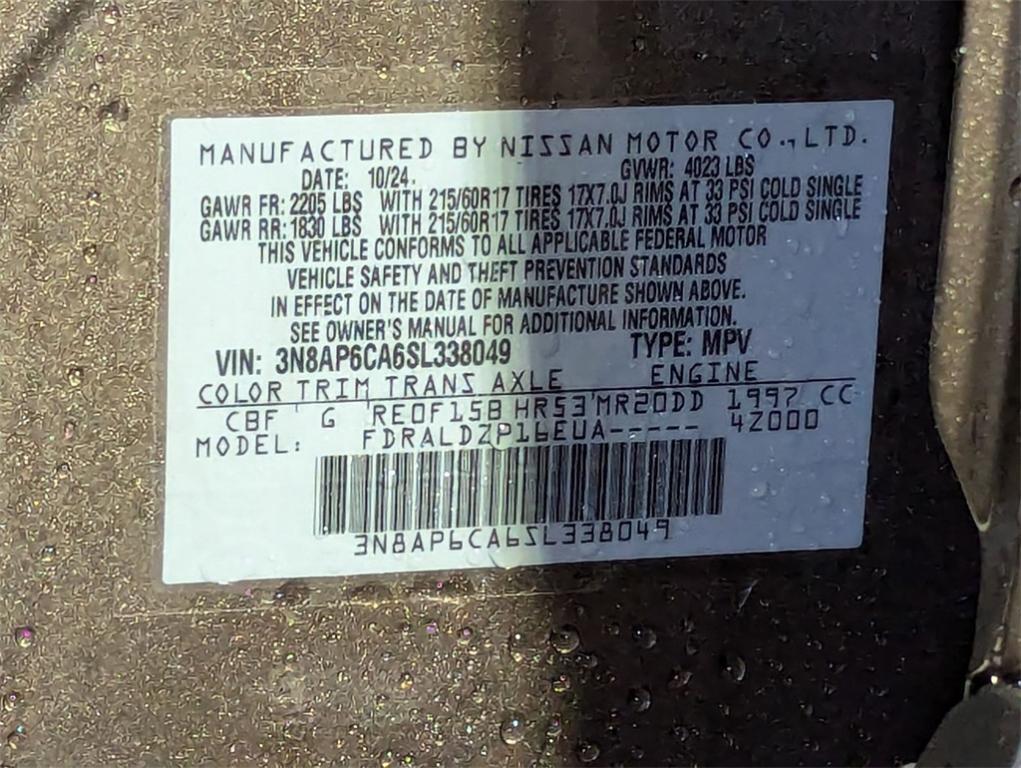 MANUFACTURED BY NISSAN MOTOR CO.,LTD.
DATE: 10/24. GVWR: 4023 LBS
GAWR FR: 2205 LBS WITH 215/60R17 TIRES 17X7.0J RIMS AT 33 PSI COLD SINGLE
GAWR RR: 1830 LBS WITH 215/60R17 TIRES 17X7.0J RIMS AT 33 PSI COLD SINGLE
THIS VEHICLE CONFORMS TO ALL APPLICABLE FEDERAL MOTOR
VEHICLE SAFETY AND THEFT PREVENTION STANDARDS
IN EFFECT ON THE DATE OF MANUFACTURE SHOWN ABOVE.
SEE OWNER'S MANUAL FOR ADDITIONAL INFORMATION.
VIN: 3N8AP6CA6SL338049 TYPE: MPV
COLOR TRIM TRANS AXLE ENGINE
CBF G RE0F15B HR53 MR20DD 1997 CC
MODEL: FDRALDZP16EUA----- 4Z000
3N8AP6CA6SL338049